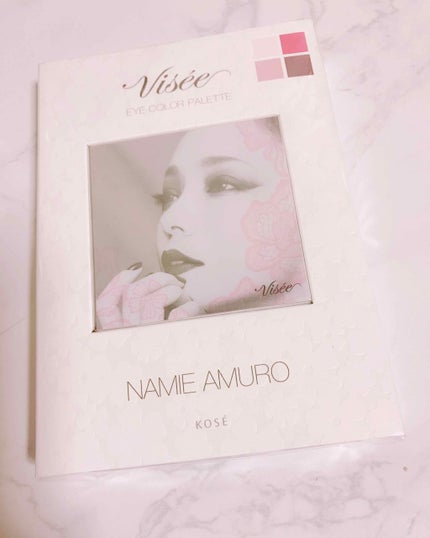 Visée
EYE COLOR PALETTE
Visée
NAMIE AMURO
KOSÉ